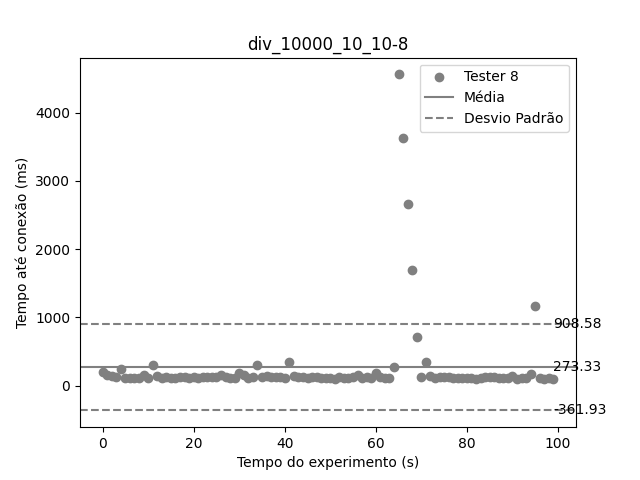 div_10000_10_10-8
Tester 8
Média
Desvio Padrão
Tempo até conexão (ms)
4000
3000
2000
1000
0
908.58
273.33
-361.93
0 20 40 60 80 100
Tempo do experimento (s)